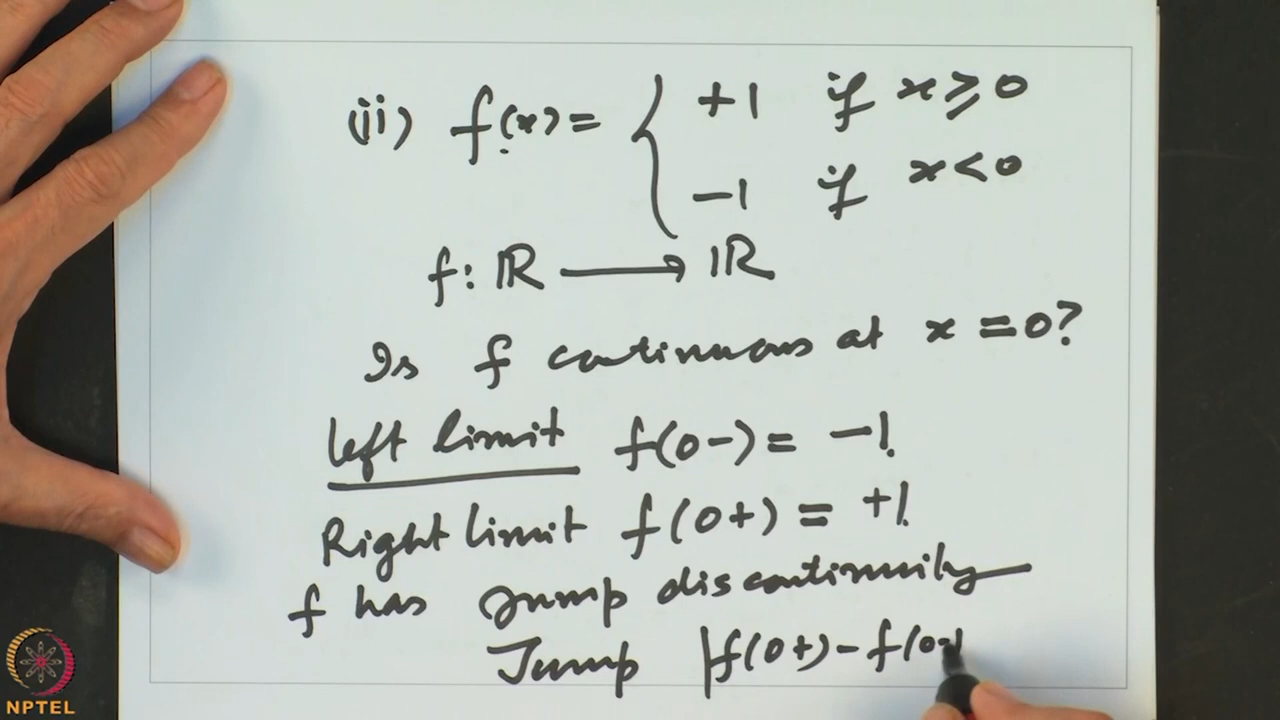 (ii) f(x) = { +1 if x ≥ 0
-1 if x < 0
f: ℝ ⟶ ℝ
Is f continuous at x = 0?
left limit f(0-) = -1.
Right limit f(0+) = +1.
f has Jump discontinuity
Jump |f(0+) - f(0-)
NPTEL